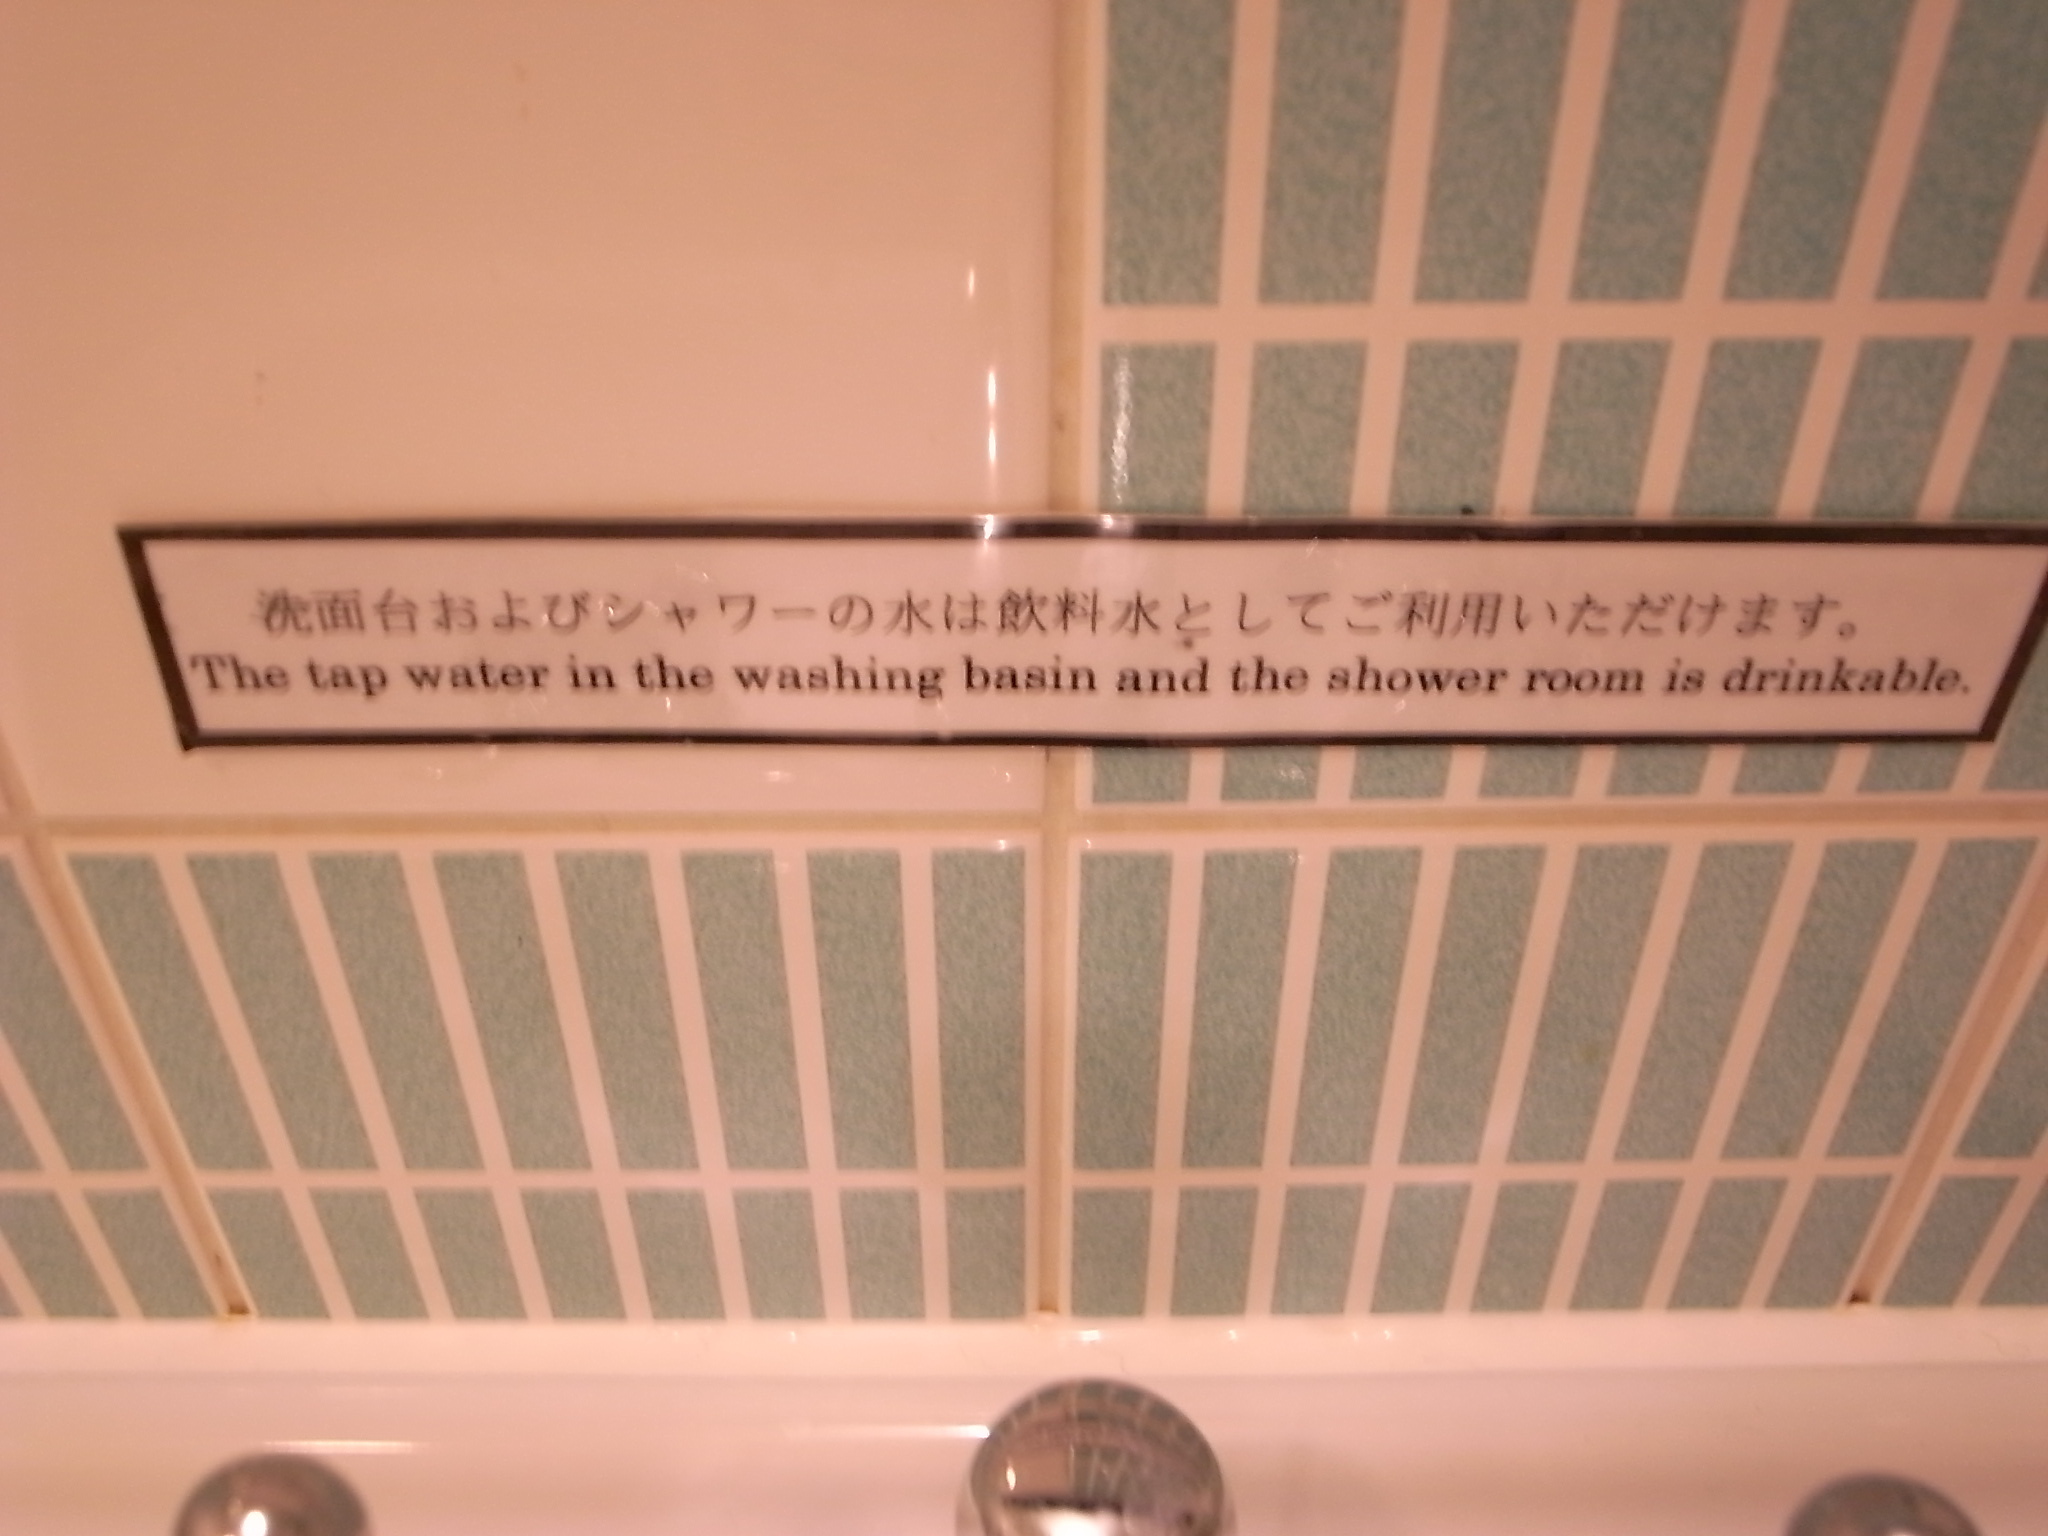 洗面台およびシャワーの水は飲料水としてご利用いただけます。
The tap water in the washing basin and the shower room is drinkable.